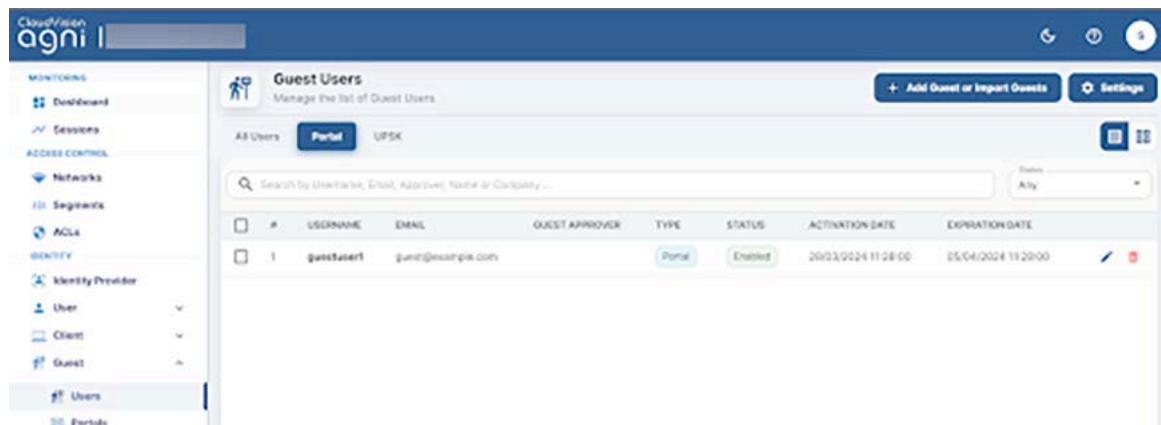 CloudVision
agni |
MONITORING
Dashboard
Sessions
ACCESS CONTROL
Networks
Segments
ACLs
IDENTITY
Identity Provider
User
Client
Guest
Users
Portals
Guest Users
Manage the list of Guest Users
+ Add Guest or Import Guests
Settings
All Users Portal UPSK
Search by Username, Email, Approver, Name or Company ...
Status
Any
# USERNAME EMAIL GUEST APPROVER TYPE STATUS ACTIVATION DATE EXPIRATION DATE
1 guestuser1 guest@example.com Portal Enabled 20/03/2024 11:28:00 05/04/2024 11:28:00